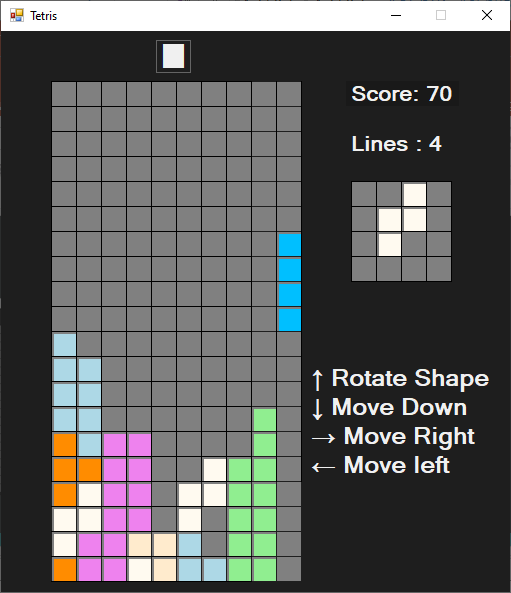 Tetris
Score: 70
Lines : 4
↑ Rotate Shape
↓ Move Down
→ Move Right
← Move left